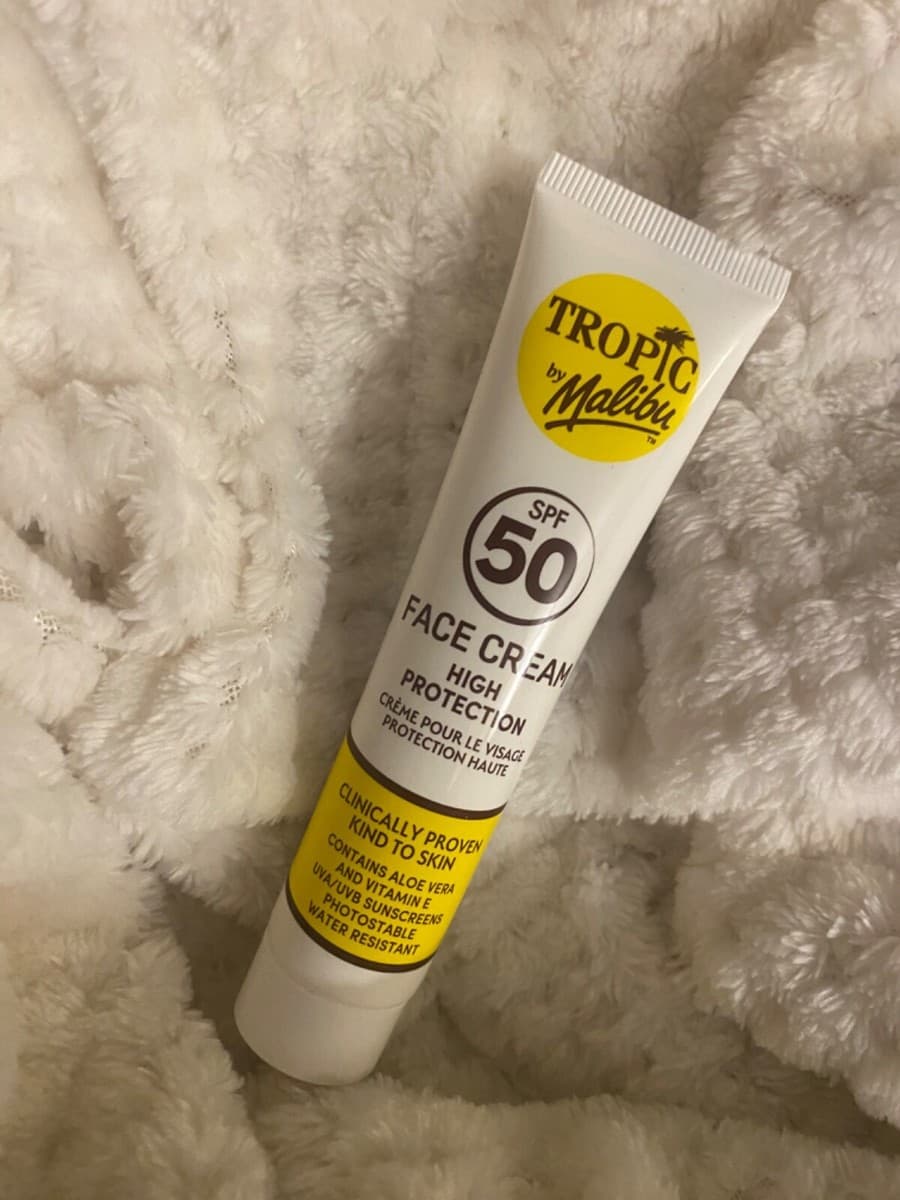 TROPIC
by
Malibu
TM
SPF
50
FACE CREAM
HIGH
PROTECTION
CRÈME POUR LE VISAGE
PROTECTION HAUTE
CLINICALLY PROVEN
KIND TO SKIN
CONTAINS ALOE VERA
AND VITAMIN E
UVA/UVB SUNSCREENS
PHOTOSTABLE
WATER RESISTANT